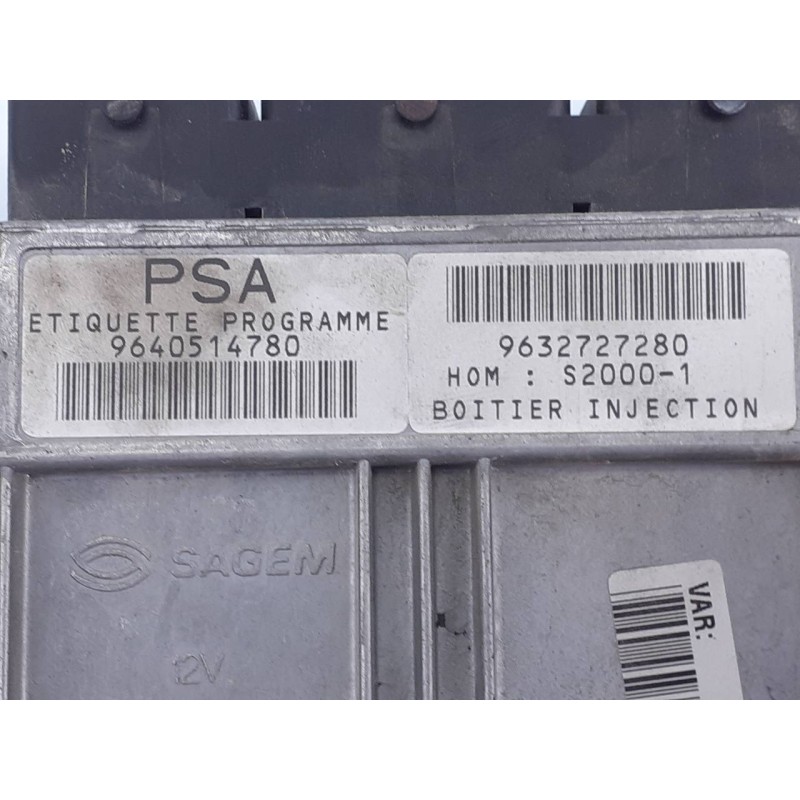 PSA
ETIQUETTE PROGRAMME
9640514780
9632727280
HOM : S2000-1
BOITIER INJECTION
SAGEM
12V
VAR: